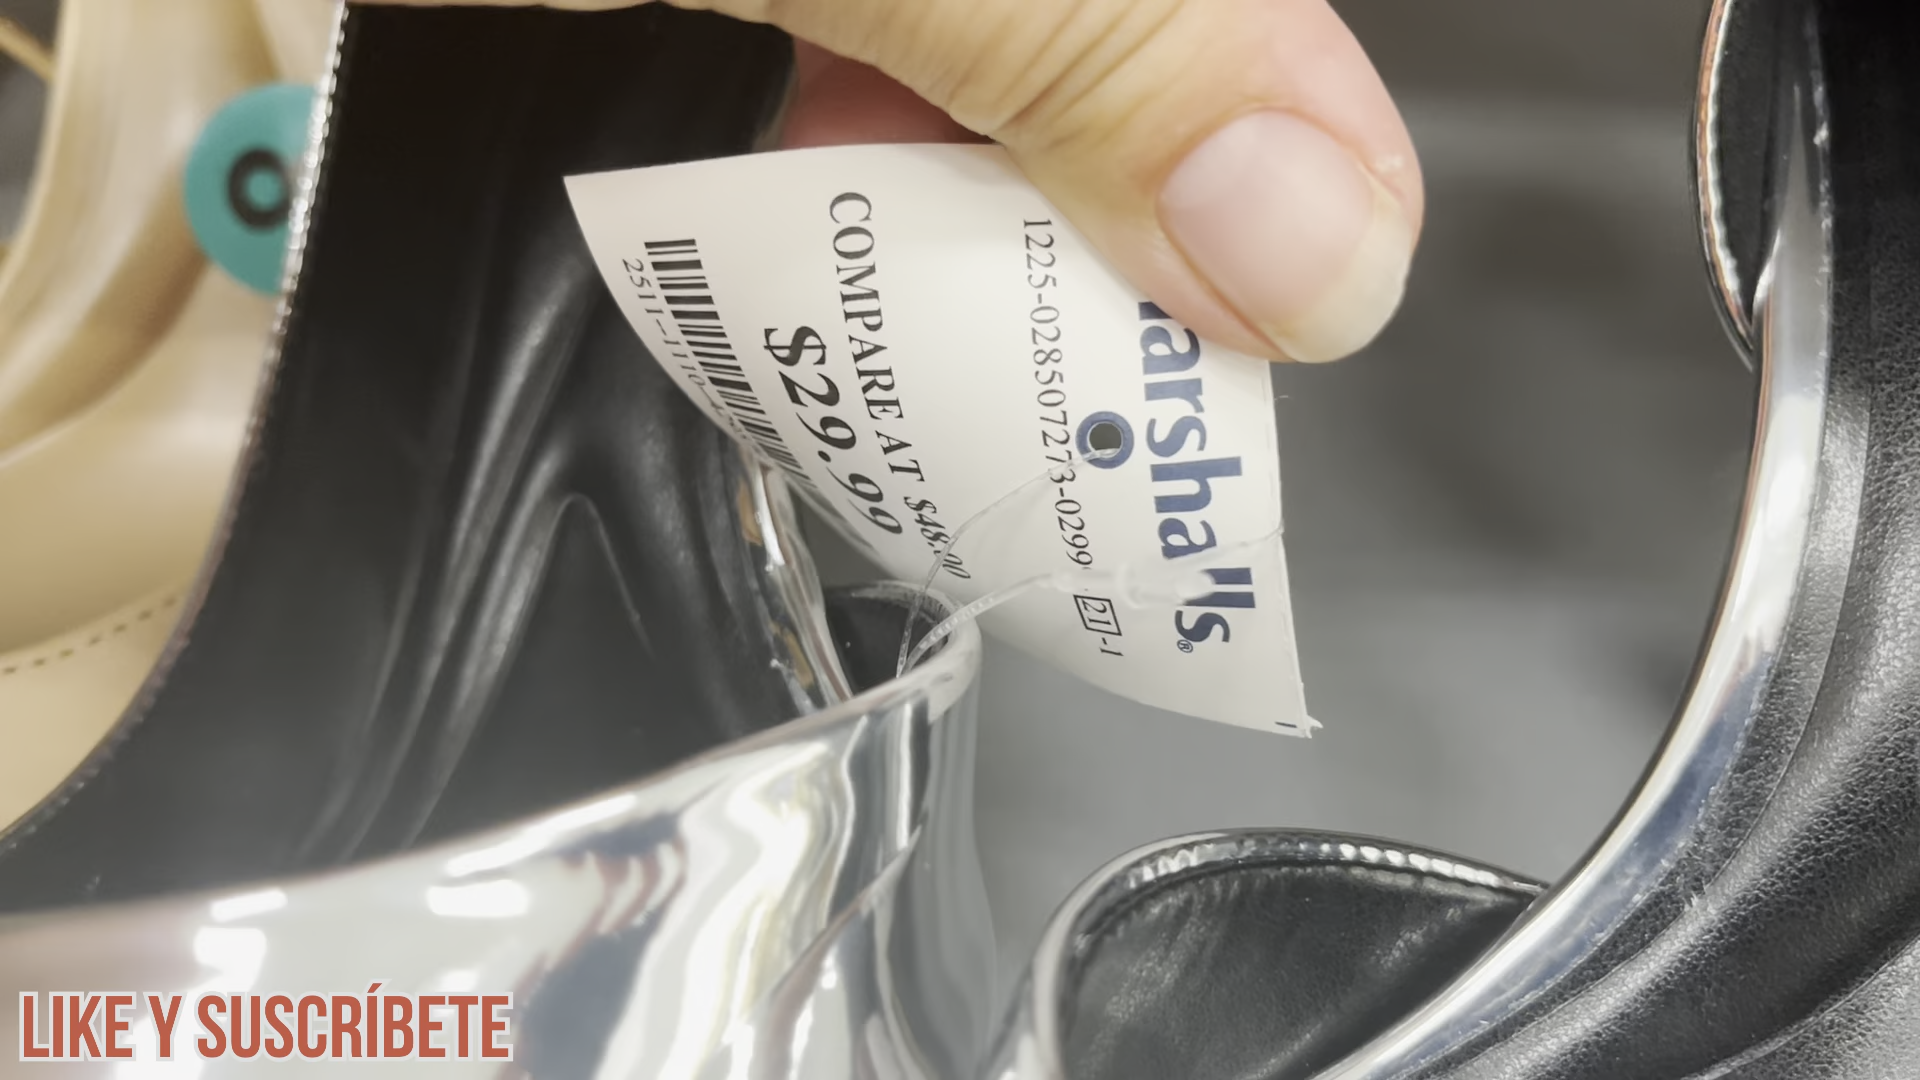 arshalls®
1225-028507273-0299 21-1
COMPARE AT $48.00
$29.99
LIKE Y SUSCRÍBETE